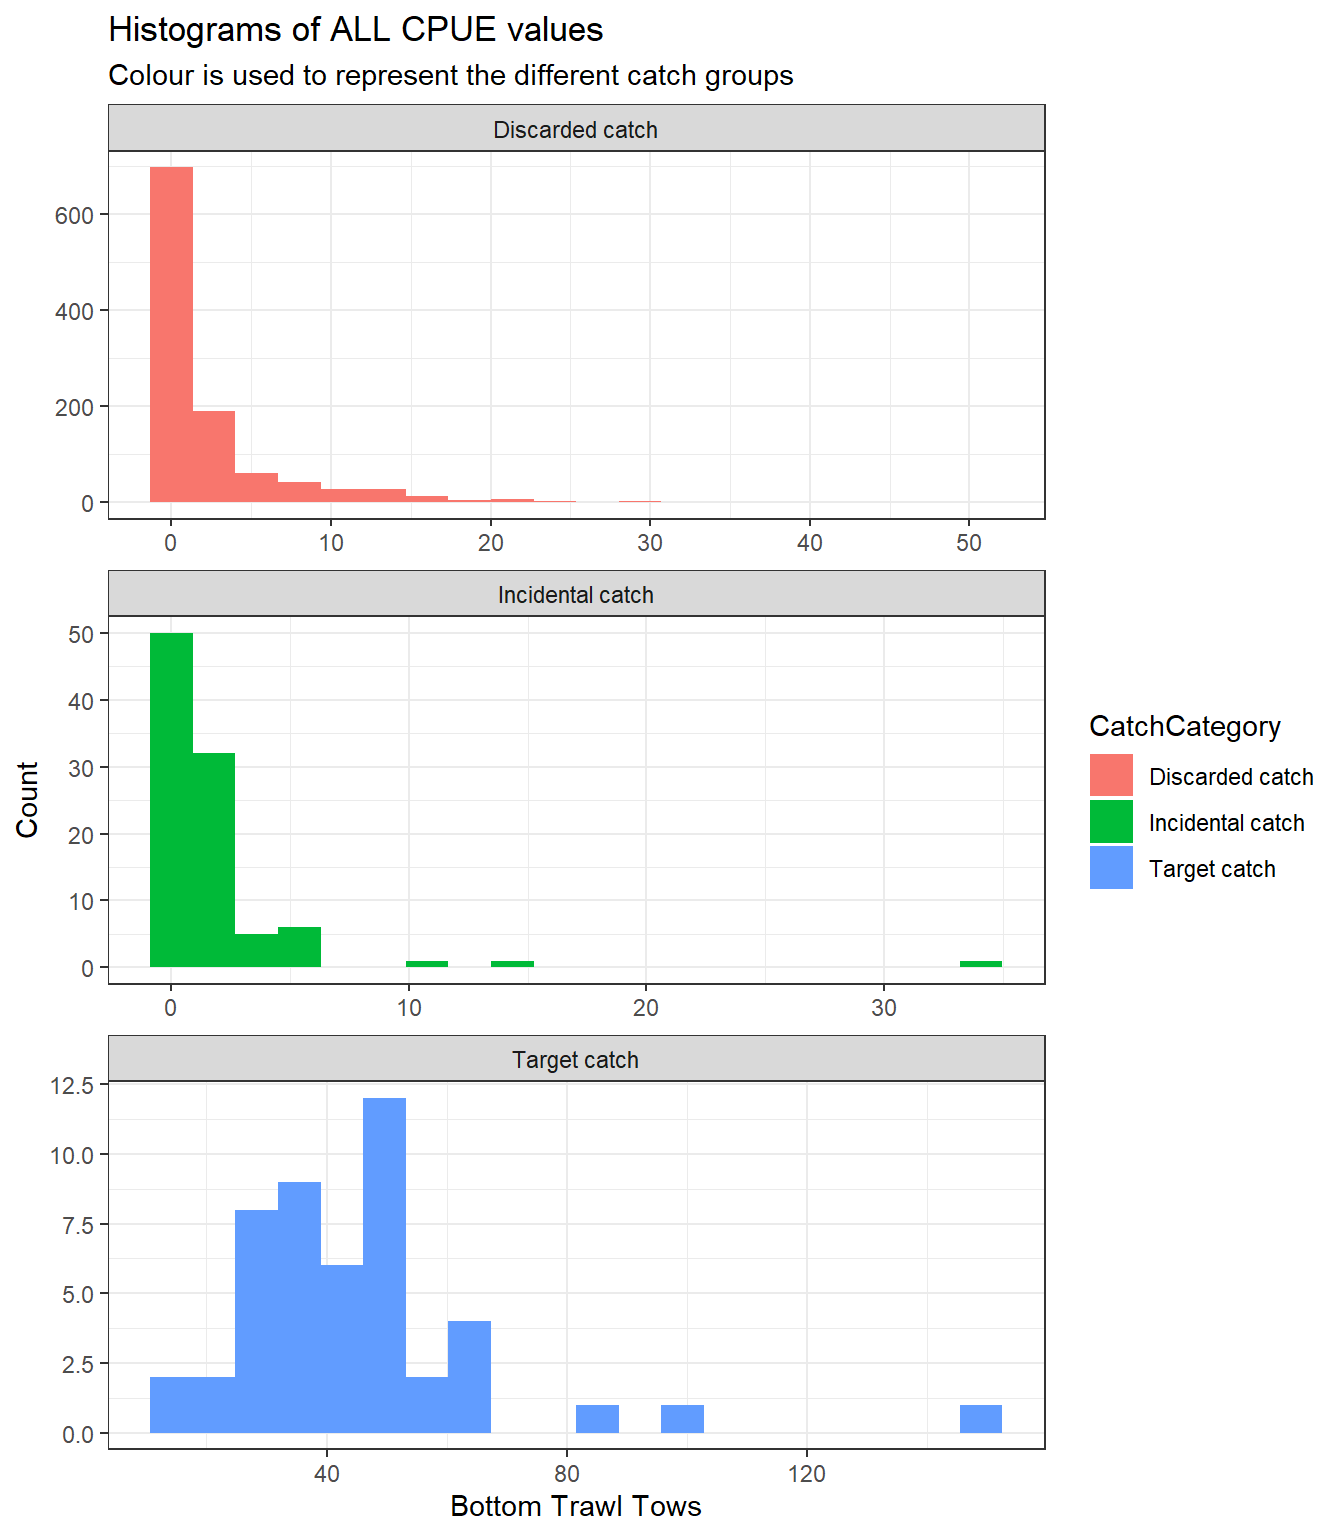 Histograms of ALL CPUE values
Colour is used to represent the different catch groups
Discarded catch
600
400
200
0
0 10 20 30 40 50
Incidental catch
50
40
30
20
10
0
0 10 20 30
Target catch
12.5
10.0
7.5
5.0
2.5
0.0
40 80 120
Bottom Trawl Tows
Count
CatchCategory
Discarded catch
Incidental catch
Target catch